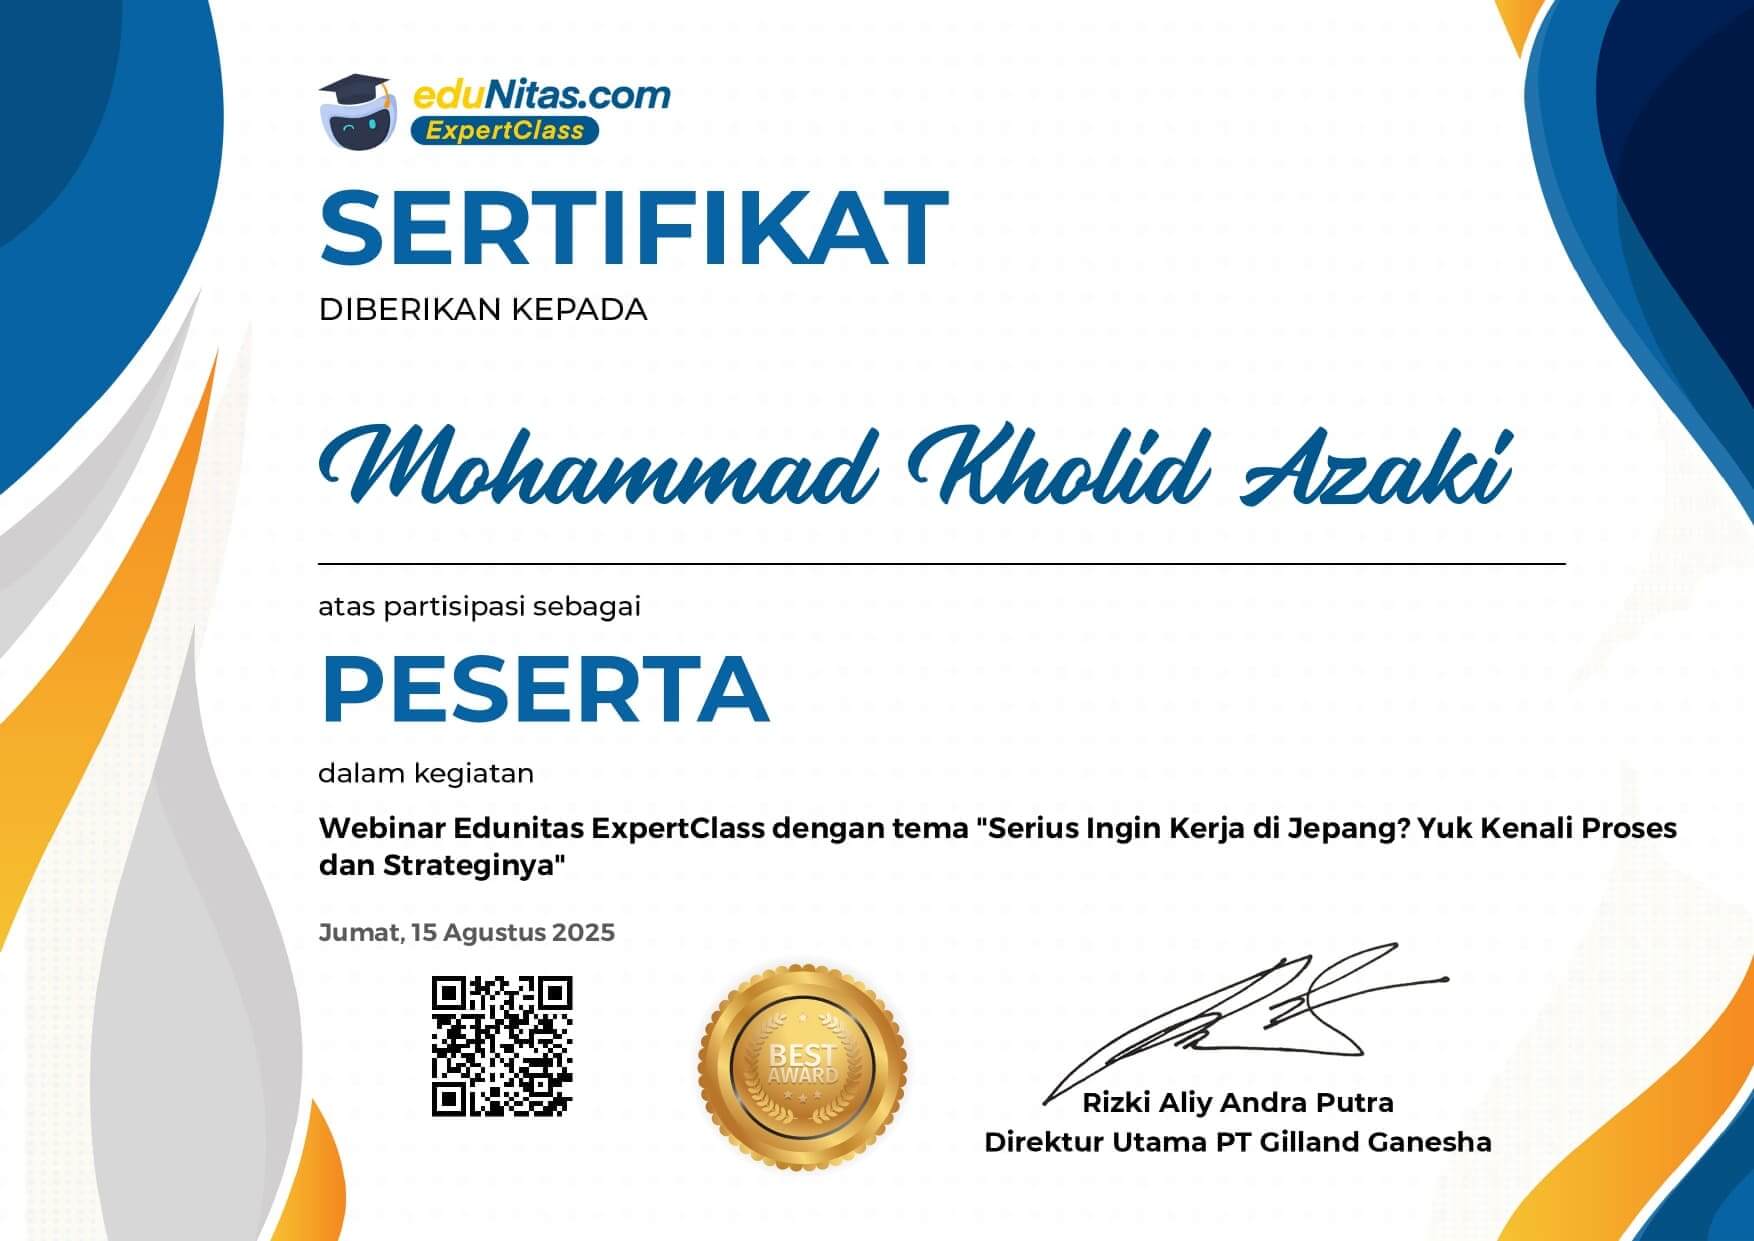 eduNitas.com
ExpertClass
SERTIFIKAT
DIBERIKAN KEPADA
Mohammad Kholid Azaki
atas partisipasi sebagai
PESERTA
dalam kegiatan
Webinar Edunitas ExpertClass dengan tema "Serius Ingin Kerja di Jepang? Yuk Kenali Proses
dan Strateginya"
Jumat, 15 Agustus 2025
BEST
AWARD
Rizki Aliy Andra Putra
Direktur Utama PT Gilland Ganesha